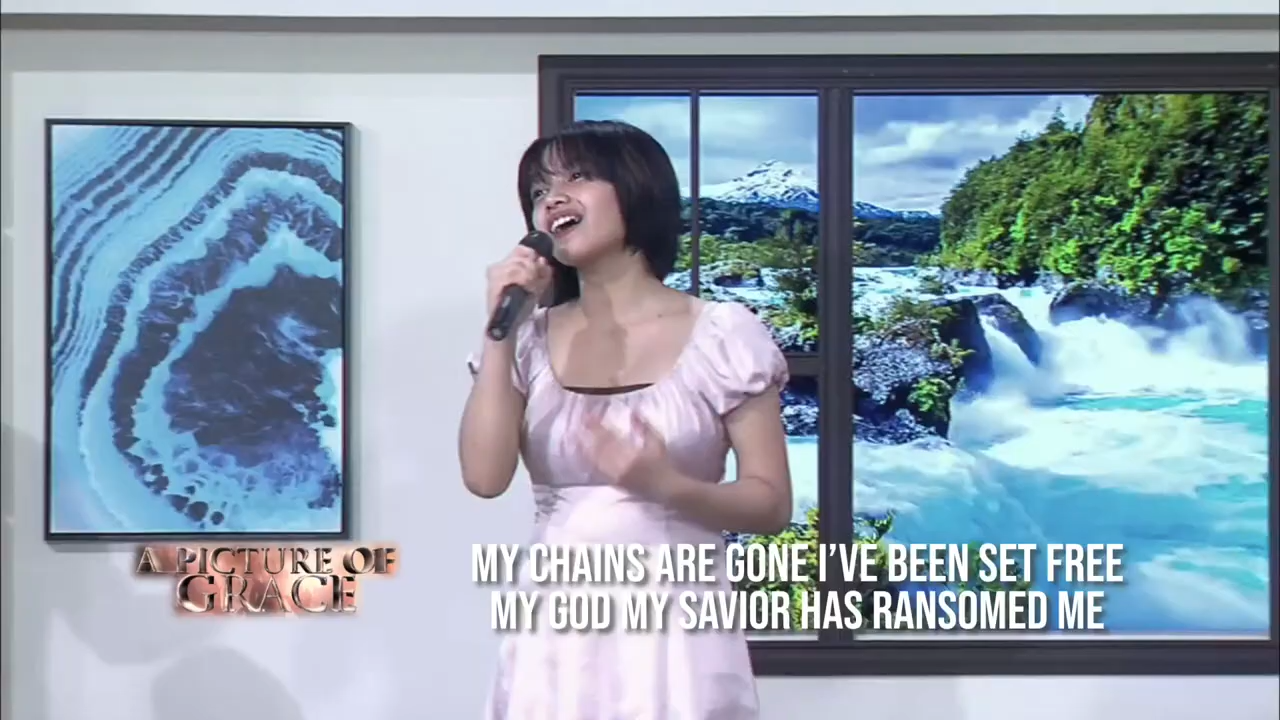 A PICTURE OF
GRACE
MY CHAINS ARE GONE I'VE BEEN SET FREE
MY GOD MY SAVIOR HAS RANSOMED ME